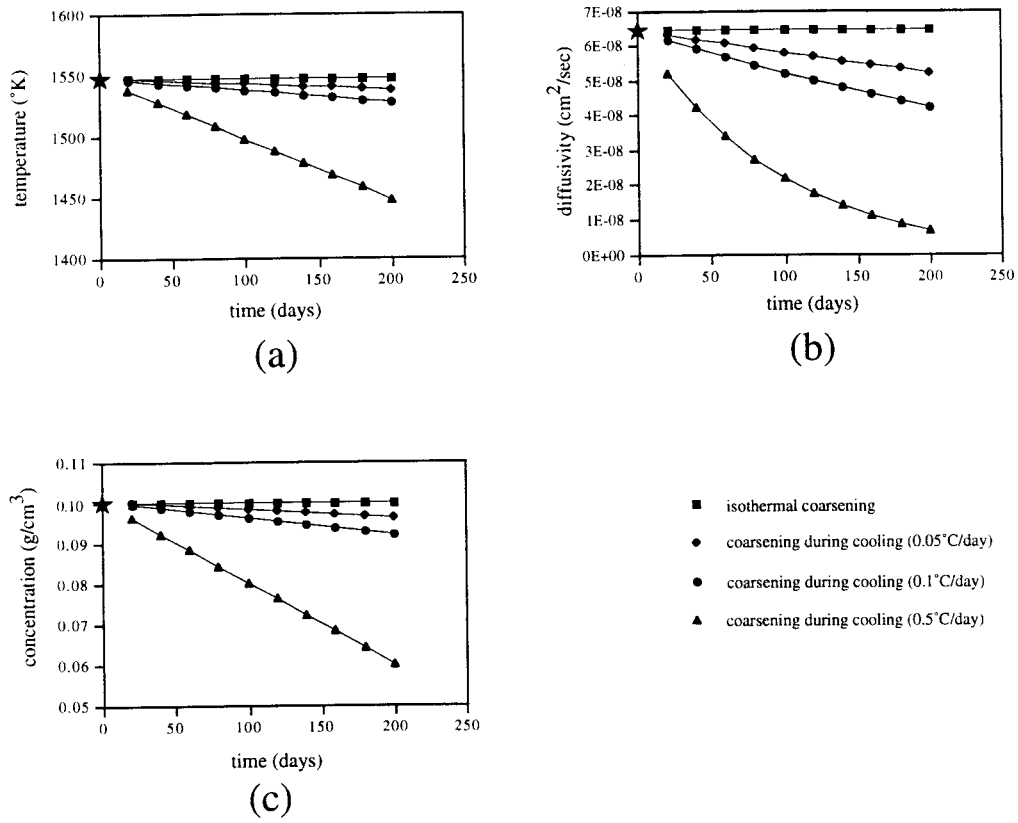 1600
1550
1500
1450
1400
temperature (˚K)
0 50 100 150 200 250
time (days)
(a)
7E-08
6E-08
5E-08
4E-08
3E-08
2E-08
1E-08
0E+00
diffusivity (cm²/sec)
0 50 100 150 200 250
time (days)
(b)
0.11
0.10
0.09
0.08
0.07
0.06
0.05
concentration (g/cm³)
0 50 100 150 200 250
time (days)
(c)
isothermal coarsening
coarsening during cooling (0.05˚C/day)
coarsening during cooling (0.1˚C/day)
coarsening during cooling (0.5˚C/day)